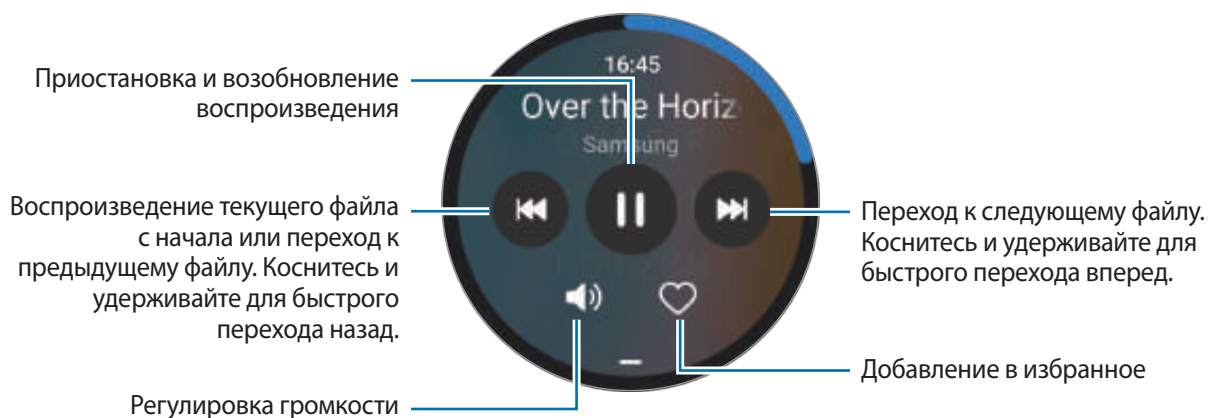 Приостановка и возобновление
воспроизведения
16:45
Over the Horiz
Samsung
Воспроизведение текущего файла
с начала или переход к
предыдущему файлу. Коснитесь и
удерживайте для быстрого
перехода назад.
Переход к следующему файлу.
Коснитесь и удерживайте для
быстрого перехода вперед.
Добавление в избранное
Регулировка громкости